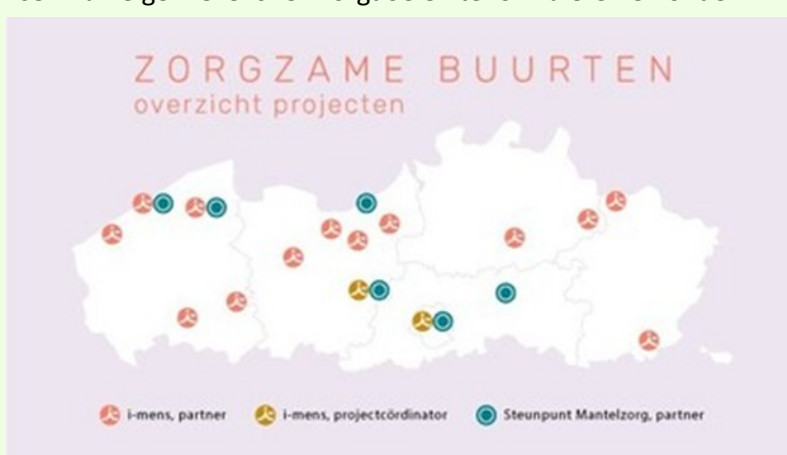 ZORGZAME BUURTEN
overzicht projecten
i-mens, partner
i-mens, projectcördinator
Steunpunt Mantelzorg, partner